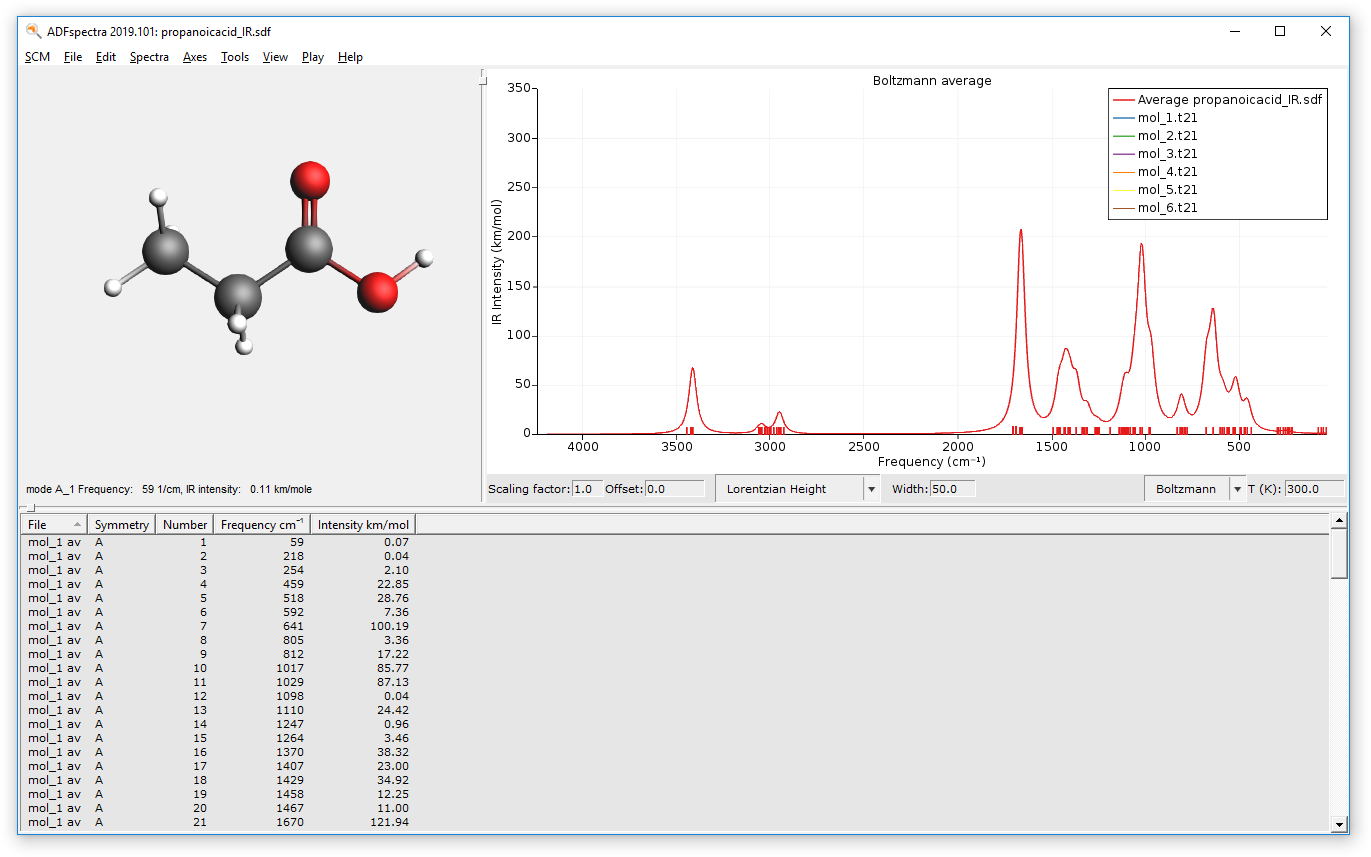 ADFspectra 2019.101: propanoicacid_IR.sdf
SCM File Edit Spectra Axes Tools View Play Help
Boltzmann average
350
300
250
200
150
100
50
0
IR Intensity (km/mol)
Average propanoicacid_IR.sdf
mol_1.t21
mol_2.t21
mol_3.t21
mol_4.t21
mol_5.t21
mol_6.t21
4000 3500 3000 2500 2000 1500 1000 500
Frequency (cm⁻¹)
mode A_1 Frequency: 59 1/cm, IR intensity: 0.11 km/mole
Scaling factor: 1.0 Offset: 0.0 Lorentzian Height Width: 50.0 Boltzmann T (K): 300.0
File Symmetry Number Frequency cm⁻¹ Intensity km/mol
mol_1 av A 1 59 0.07
mol_1 av A 2 218 0.04
mol_1 av A 3 254 2.10
mol_1 av A 4 459 22.85
mol_1 av A 5 518 28.76
mol_1 av A 6 592 7.36
mol_1 av A 7 641 100.19
mol_1 av A 8 805 3.36
mol_1 av A 9 812 17.22
mol_1 av A 10 1017 85.77
mol_1 av A 11 1029 87.13
mol_1 av A 12 1098 0.04
mol_1 av A 13 1110 24.42
mol_1 av A 14 1247 0.96
mol_1 av A 15 1264 3.46
mol_1 av A 16 1370 38.32
mol_1 av A 17 1407 23.00
mol_1 av A 18 1429 34.92
mol_1 av A 19 1458 12.25
mol_1 av A 20 1467 11.00
mol_1 av A 21 1670 121.94